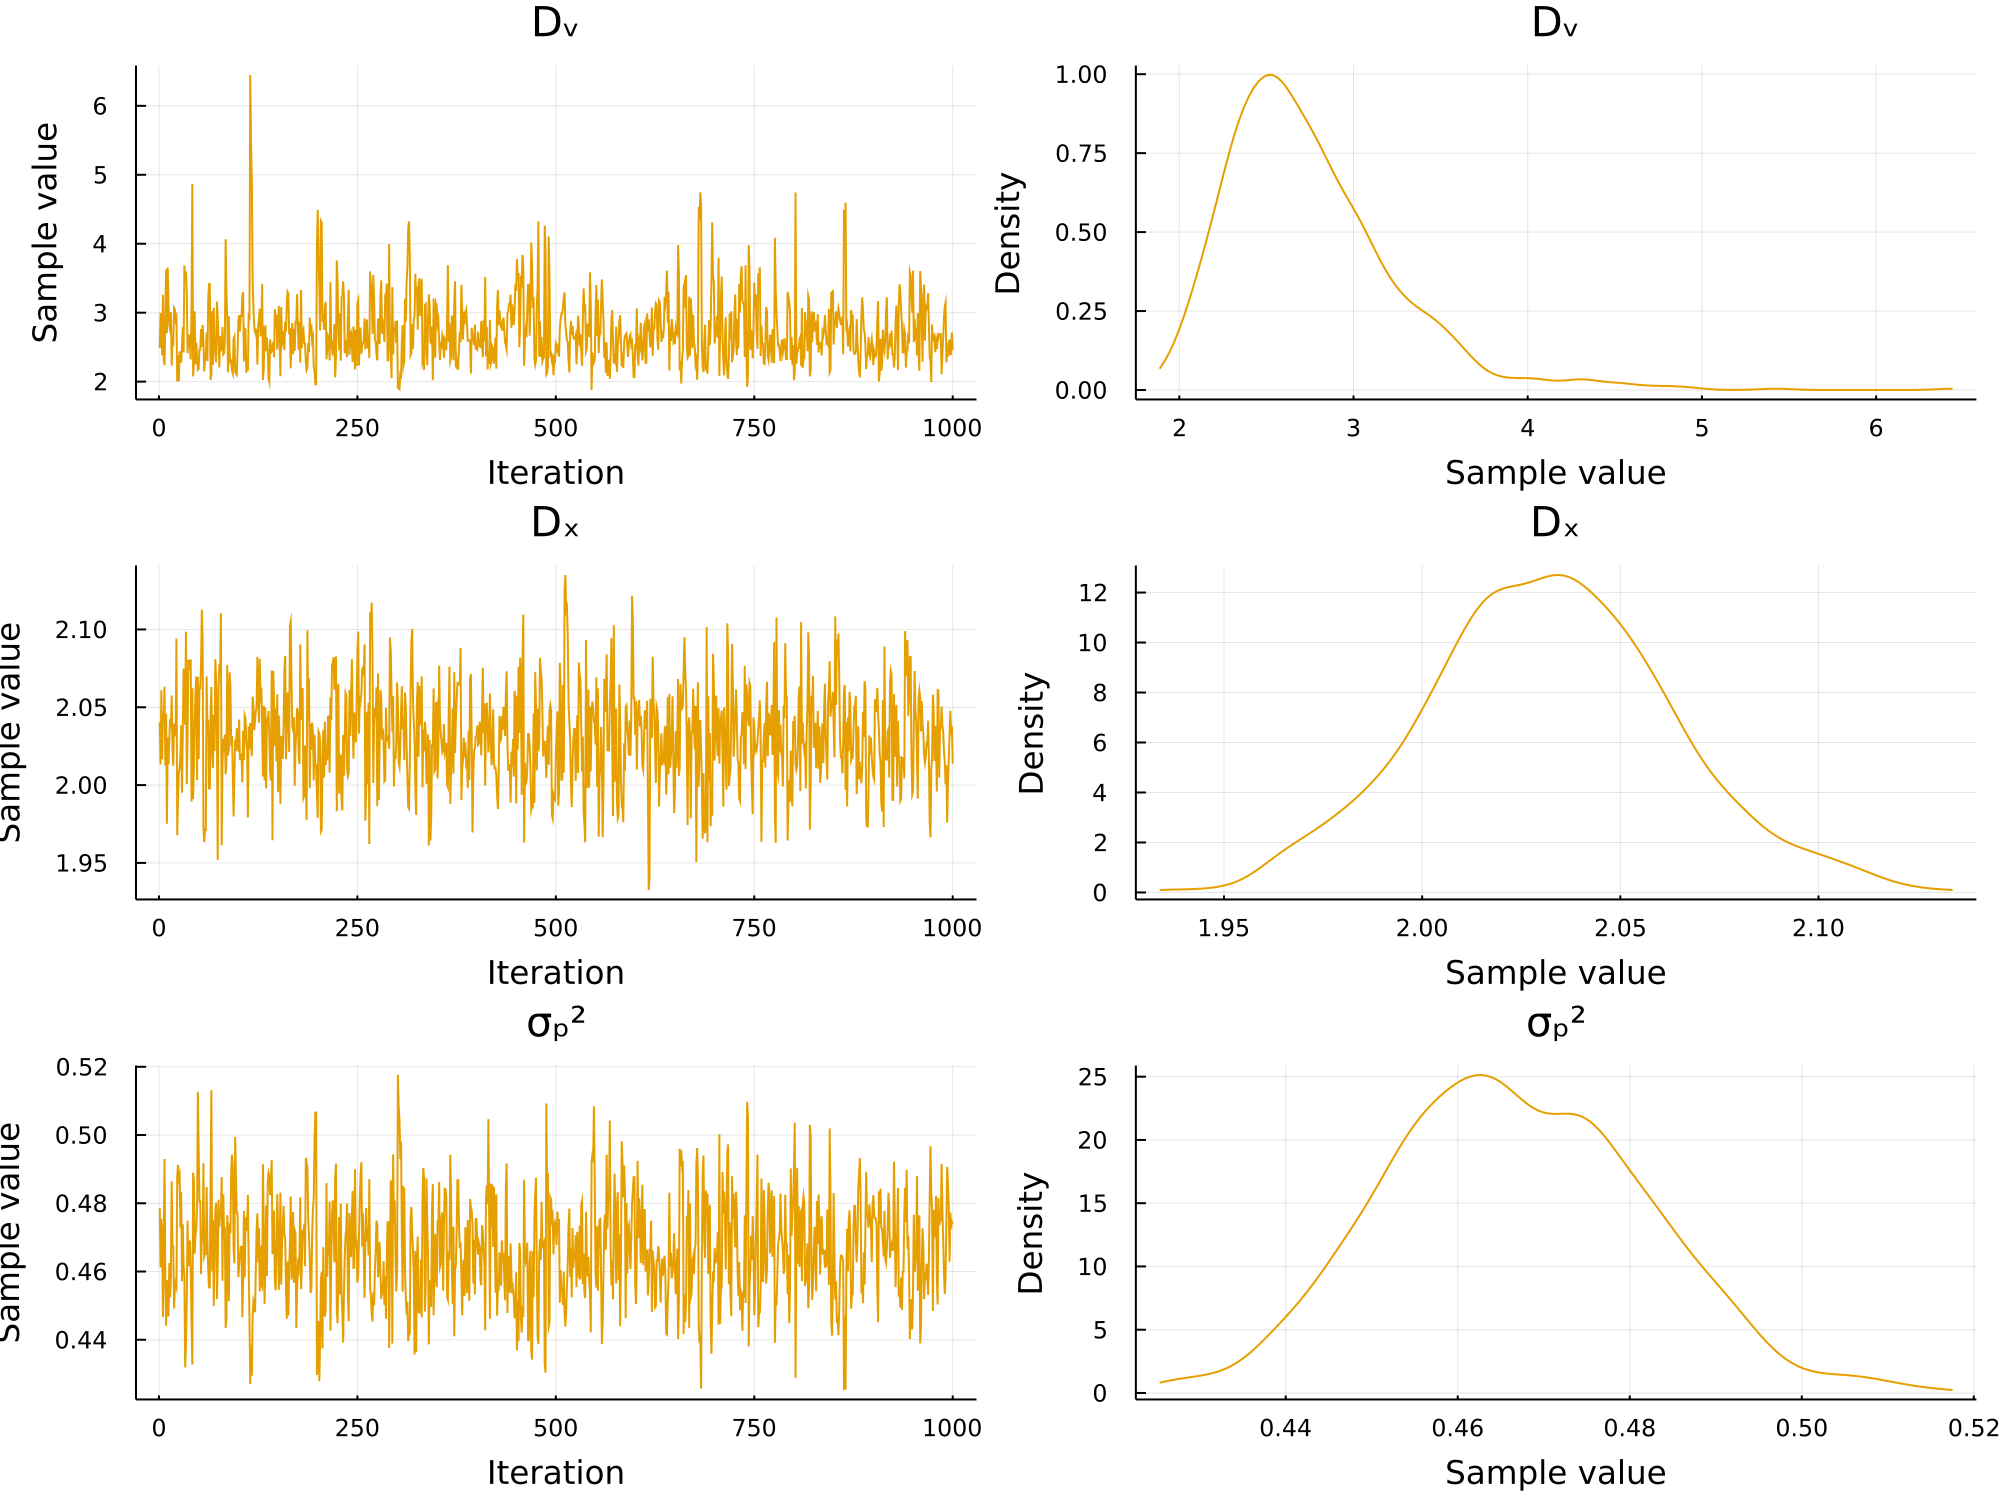 Dᵥ
Sample value
6
5
4
3
2
0 250 500 750 1000
Iteration
Dᵥ
Density
1.00
0.75
0.50
0.25
0.00
2 3 4 5 6
Sample value
Dₓ
Sample value
2.10
2.05
2.00
1.95
0 250 500 750 1000
Iteration
Dₓ
Density
12
10
8
6
4
2
0
1.95 2.00 2.05 2.10
Sample value
σₚ²
Sample value
0.52
0.50
0.48
0.46
0.44
0 250 500 750 1000
Iteration
σₚ²
Density
25
20
15
10
5
0
0.44 0.46 0.48 0.50 0.52
Sample value